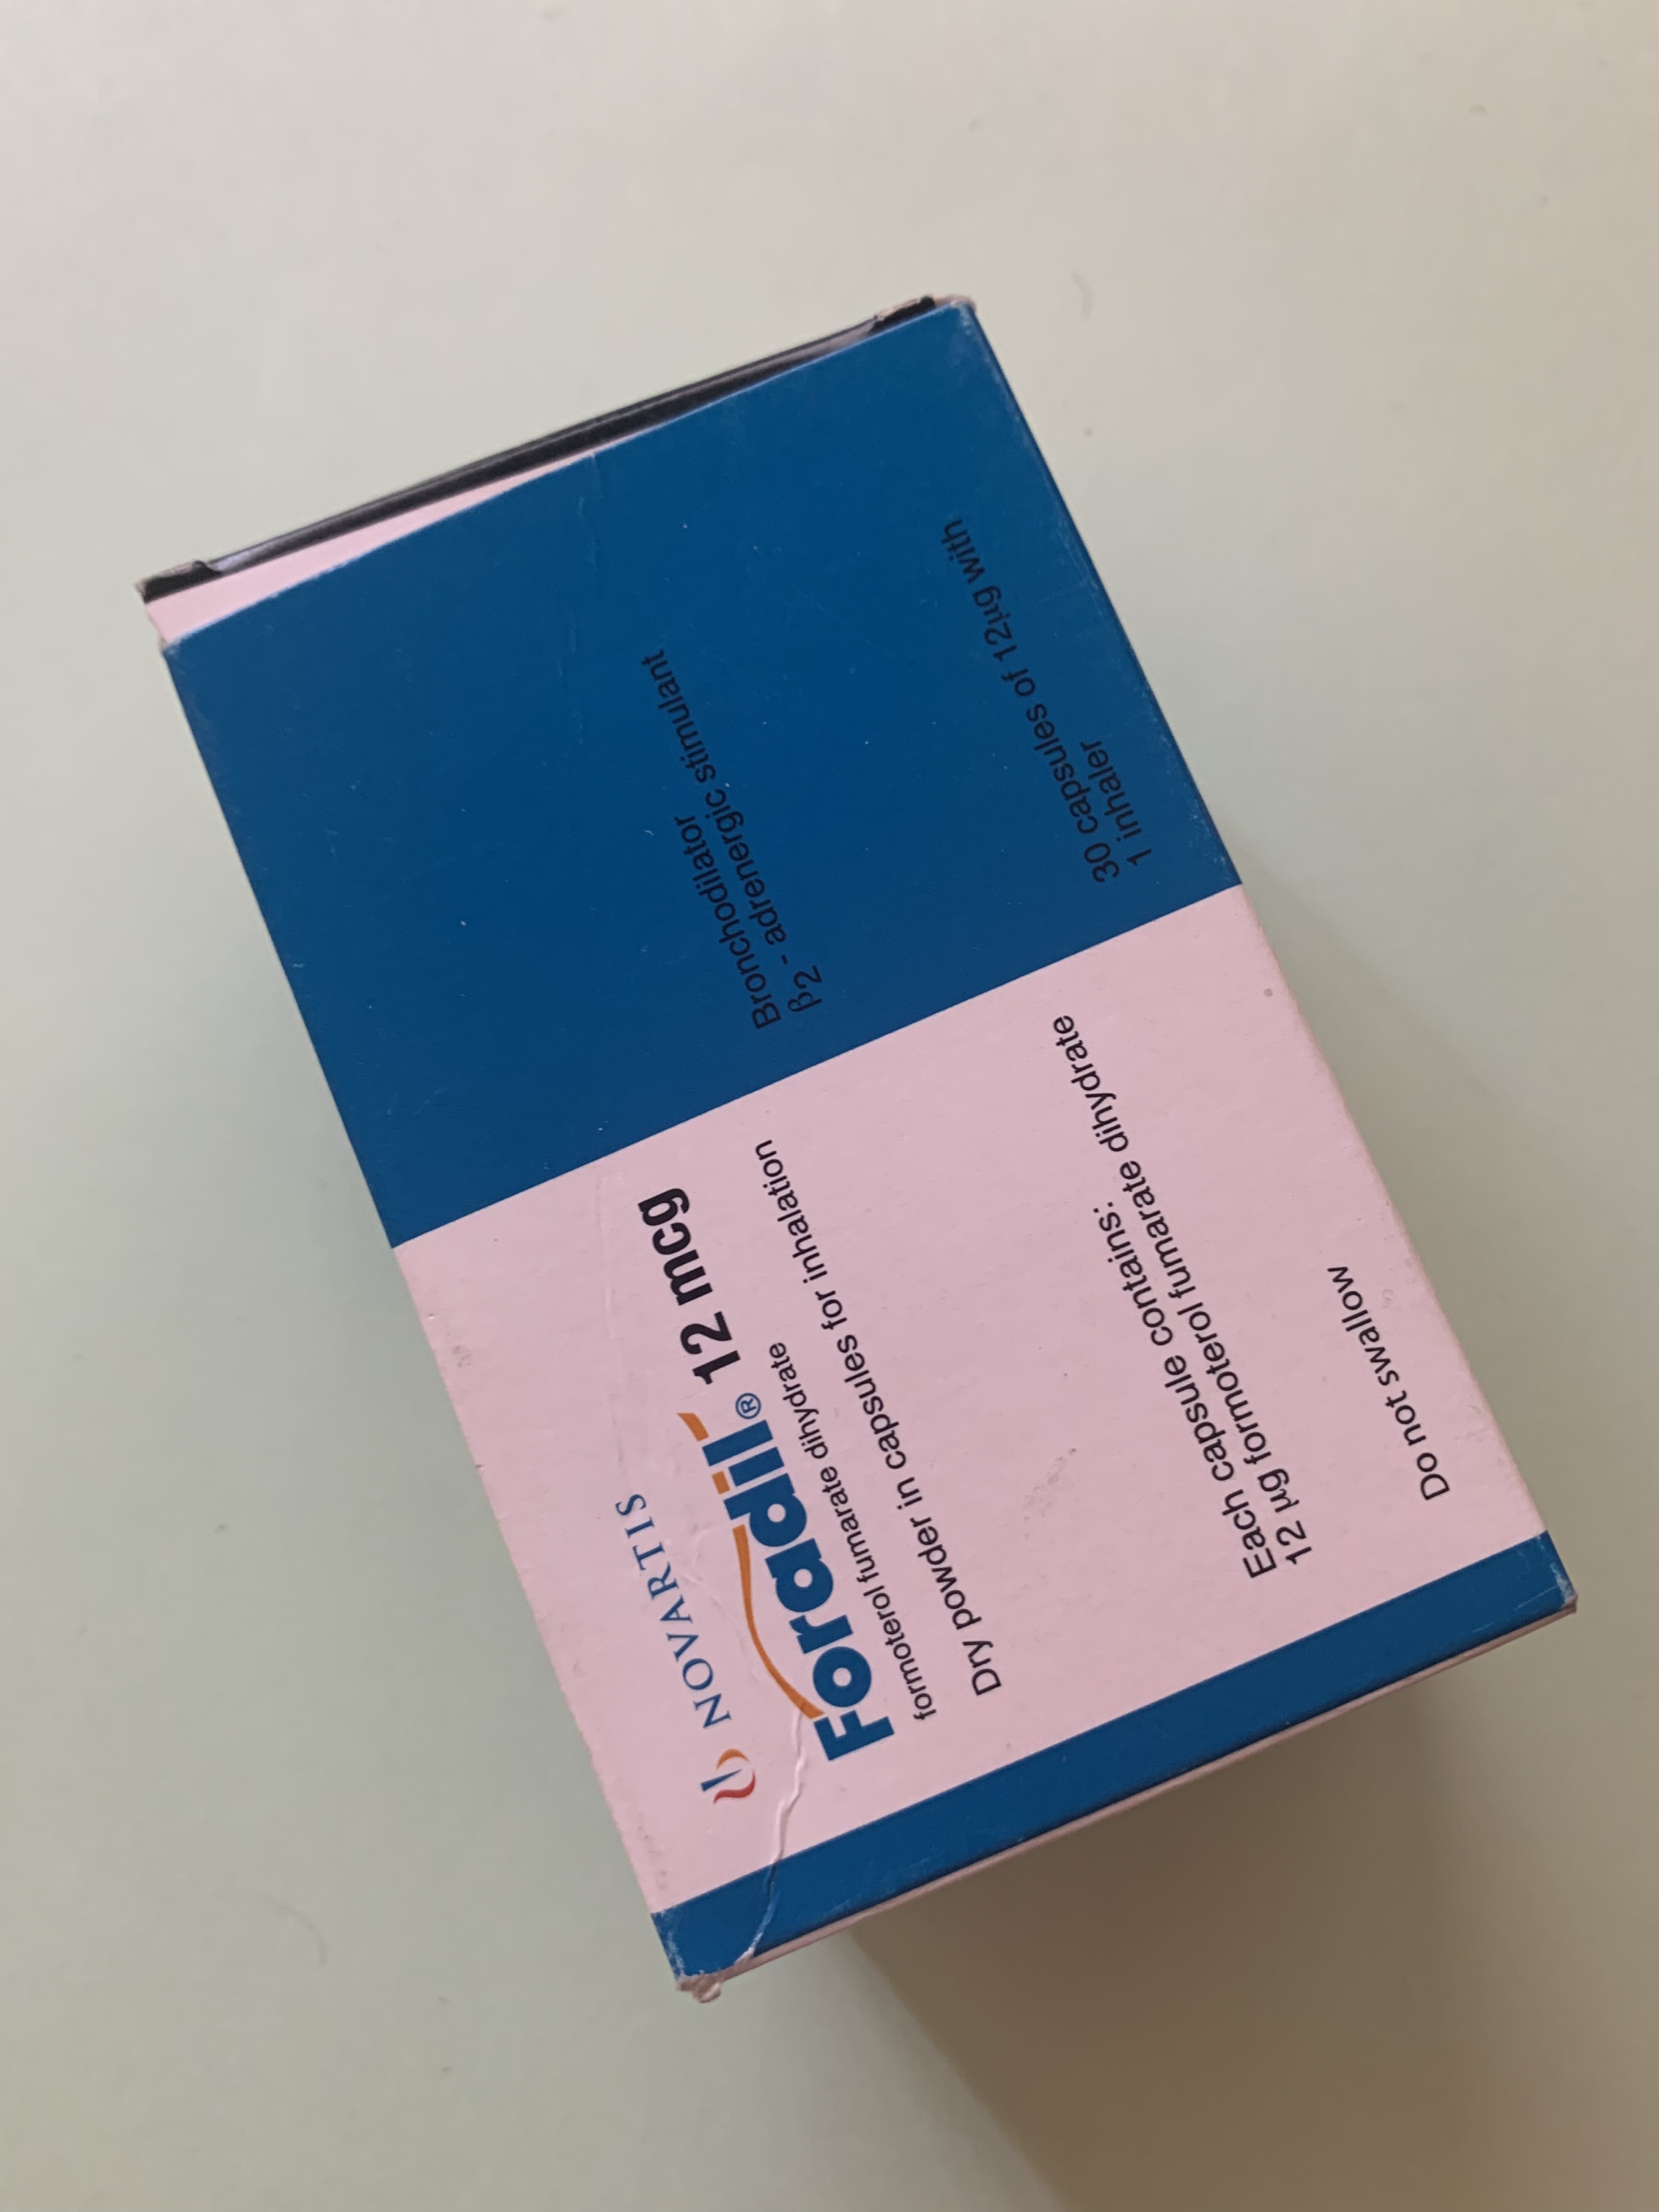 NOVARTIS
Foradil® 12 mcg
formoterol fumarate dihydrate
Dry powder in capsules for inhalation
Each capsule contains:
12 µg formoterol fumarate dihydrate
Do not swallow
Bronchodilator
β2 - adrenergic stimulant
30 capsules of 12µg with
1 inhaler